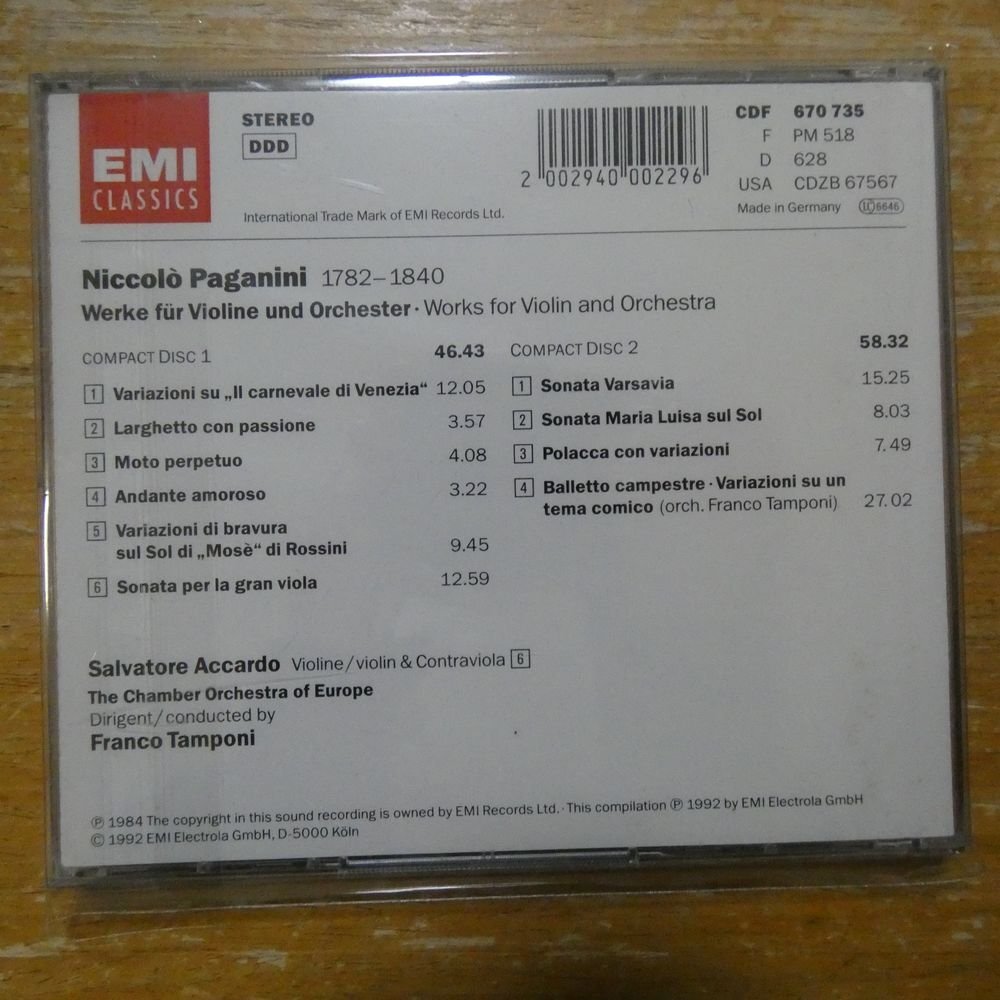 EMI
CLASSICS
STEREO
DDD
International Trade Mark of EMI Records Ltd.
2 002940 002296
CDF 670 735
F PM 518
D 628
USA CDZB 67567
Made in Germany LC 6646
Niccolò Paganini 1782–1840
Werke für Violine und Orchester · Works for Violin and Orchestra
COMPACT DISC 1 46.43
1 Variazioni su „Il carnevale di Venezia“ 12.05
2 Larghetto con passione 3.57
3 Moto perpetuo 4.08
4 Andante amoroso 3.22
5 Variazioni di bravura
sul Sol di „Mosè“ di Rossini 9.45
6 Sonata per la gran viola 12.59
COMPACT DISC 2 58.32
1 Sonata Varsavia 15.25
2 Sonata Maria Luisa sul Sol 8.03
3 Polacca con variazioni 7.49
4 Balletto campestre · Variazioni su un
tema comico (orch. Franco Tamponi) 27.02
Salvatore Accardo Violine/violin & Contraviola 6
The Chamber Orchestra of Europe
Dirigent/conducted by
Franco Tamponi
℗ 1984 The copyright in this sound recording is owned by EMI Records Ltd. · This compilation ℗ 1992 by EMI Electrola GmbH
© 1992 EMI Electrola GmbH, D-5000 Köln